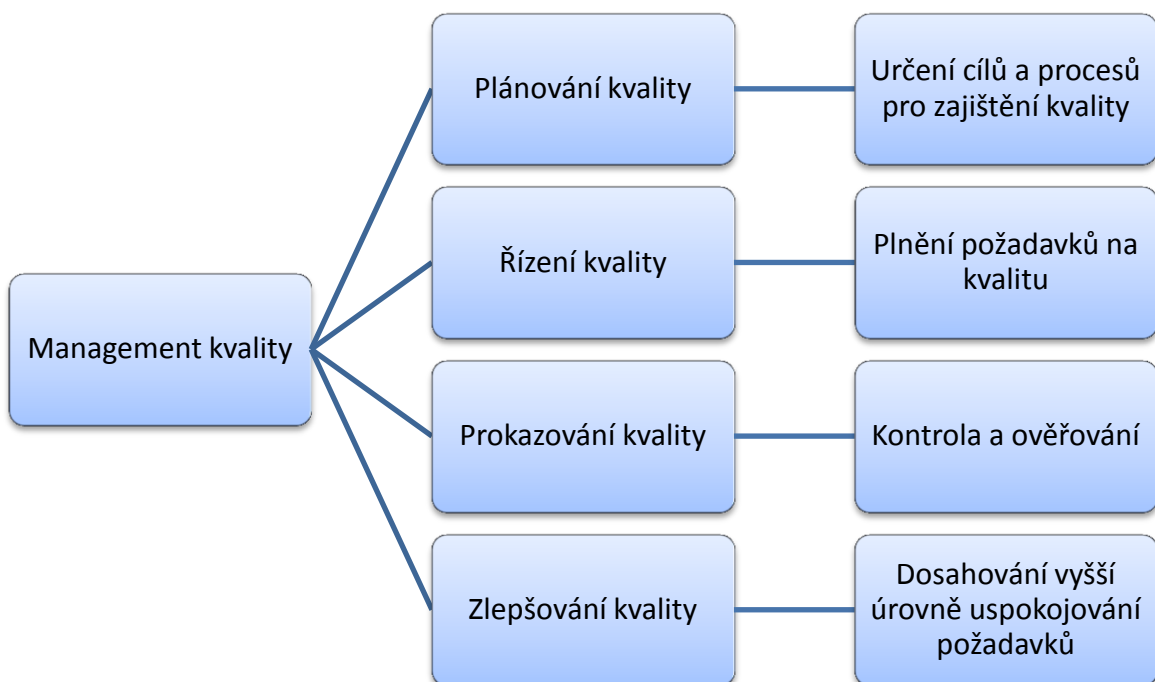 Management kvality
Plánování kvality
Určení cílů a procesů
pro zajištění kvality
Řízení kvality
Plnění požadavků na
kvalitu
Prokazování kvality
Kontrola a ověřování
Zlepšování kvality
Dosahování vyšší
úrovně uspokojování
požadavků